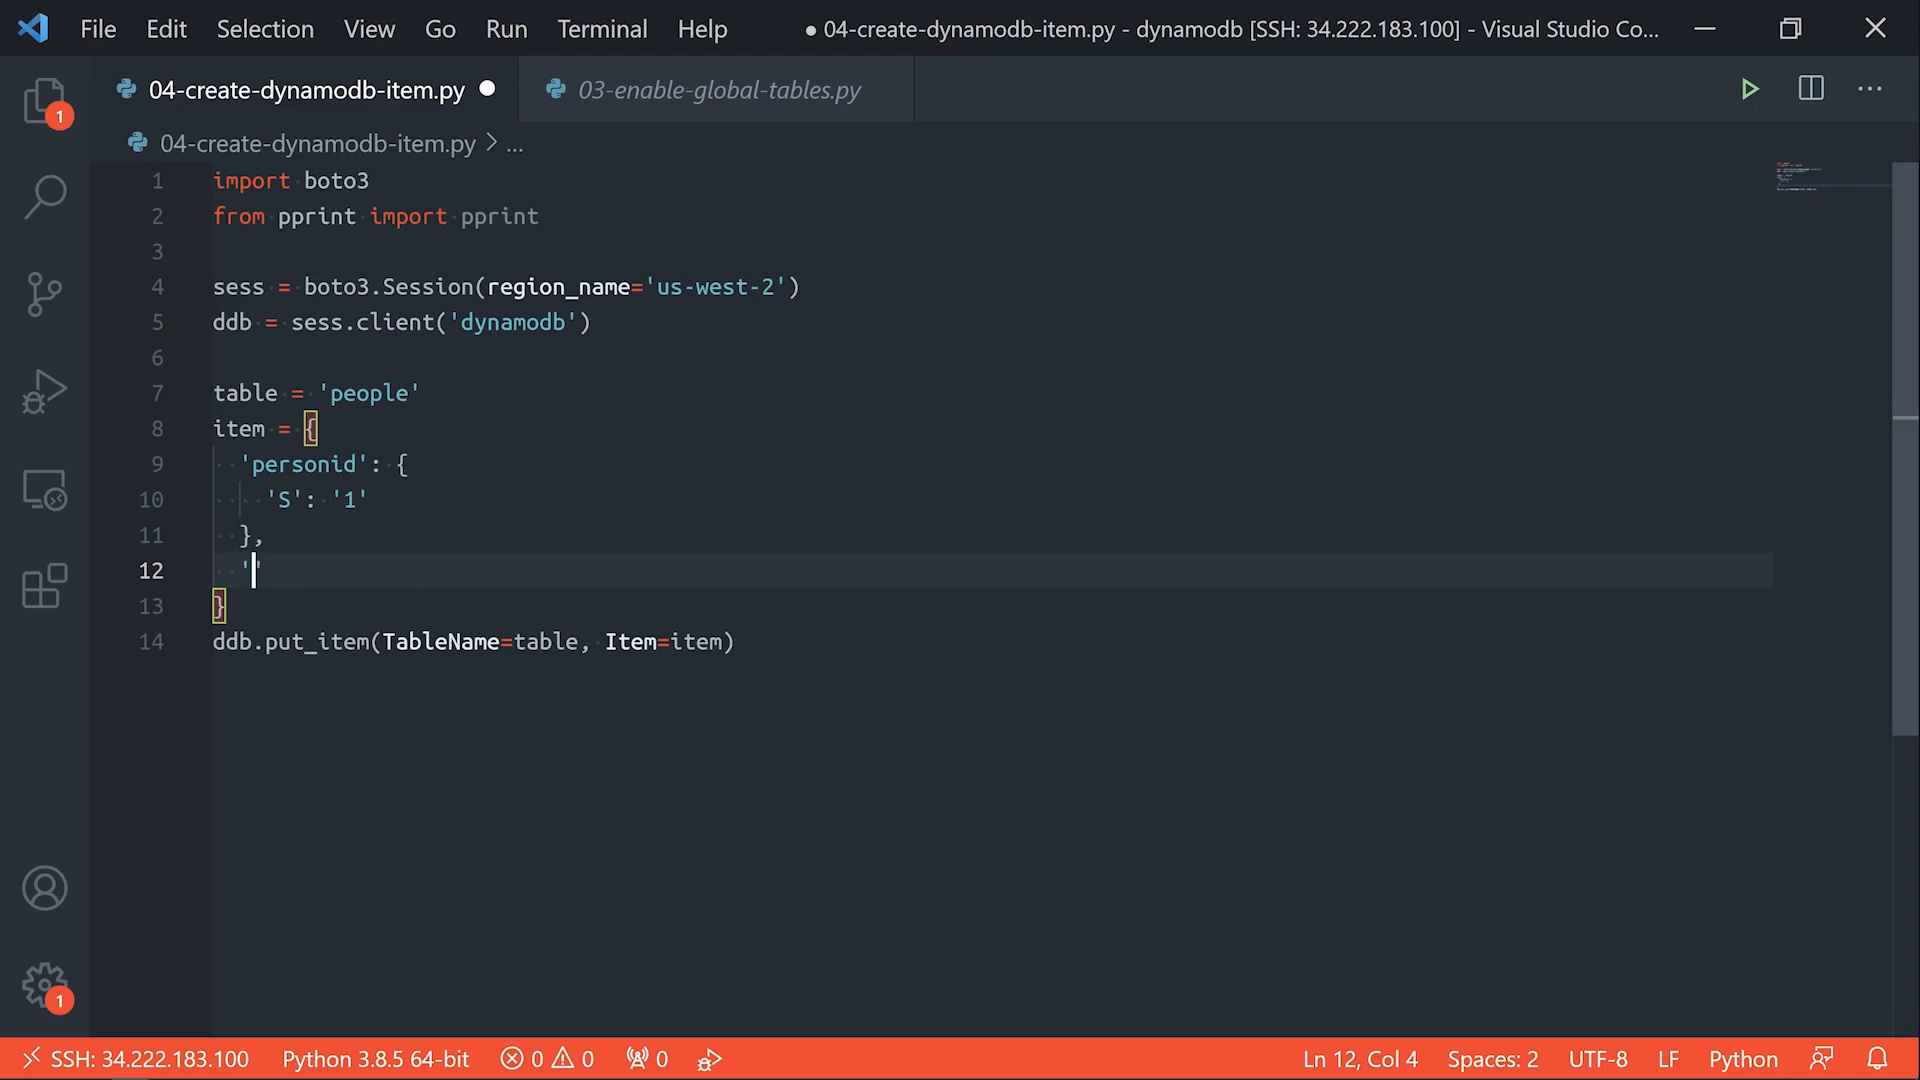 File Edit Selection View Go Run Terminal Help ● 04-create-dynamodb-item.py - dynamodb [SSH: 34.222.183.100] - Visual Studio Co...
04-create-dynamodb-item.py 03-enable-global-tables.py
04-create-dynamodb-item.py > ...
1 import boto3
2 from pprint import pprint
3
4 sess = boto3.Session(region_name='us-west-2')
5 ddb = sess.client('dynamodb')
6
7 table = 'people'
8 item = {
9 'personid': {
10 'S': '1'
11 },
12 ''
13 }
14 ddb.put_item(TableName=table, Item=item)
1
1
SSH: 34.222.183.100 Python 3.8.5 64-bit 0 0 0 Ln 12, Col 4 Spaces: 2 UTF-8 LF Python